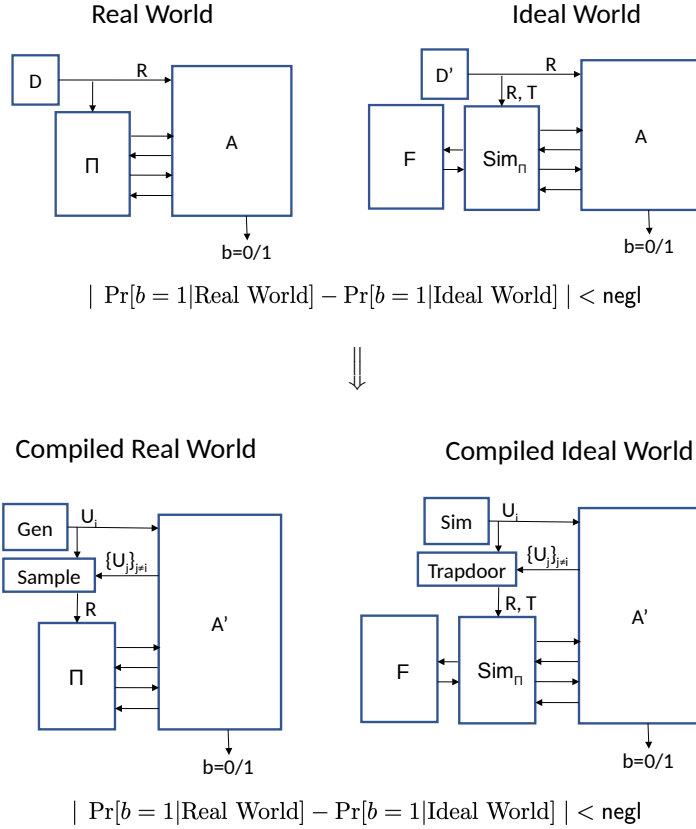 Real World
Ideal World
D
R
Π
A
b=0/1
D’
R
R, T
F
Sim_Π
A
b=0/1
| Pr[b = 1|Real World] − Pr[b = 1|Ideal World] | < negl
⇓
Compiled Real World
Compiled Ideal World
Gen
U_i
Sample
{U_j}_{j≠i}
R
Π
A’
b=0/1
Sim
U_i
Trapdoor
{U_j}_{j≠i}
R, T
F
Sim_Π
A’
b=0/1
| Pr[b = 1|Real World] − Pr[b = 1|Ideal World] | < negl